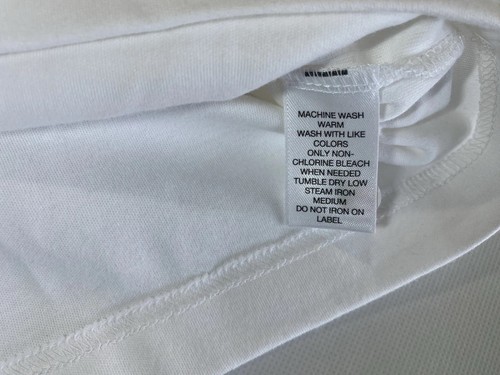 MACHINE WASH
WARM
WASH WITH LIKE
COLORS
ONLY NON-
CHLORINE BLEACH
WHEN NEEDED
TUMBLE DRY LOW
STEAM IRON
MEDIUM
DO NOT IRON ON
LABEL